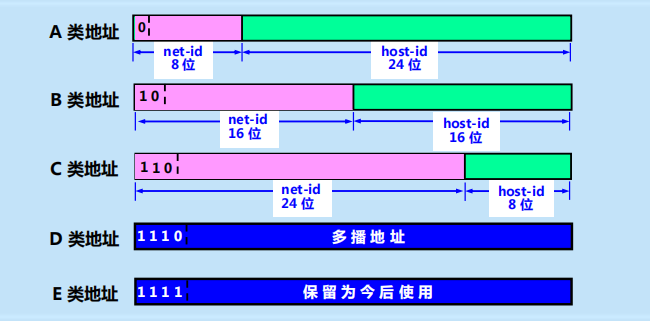 A 类地址
0
net-id
8 位
host-id
24 位
B 类地址
1 0
net-id
16 位
host-id
16 位
C 类地址
1 1 0
net-id
24 位
host-id
8 位
D 类地址
1 1 1 0
多播地址
E 类地址
1 1 1 1
保留为今后使用